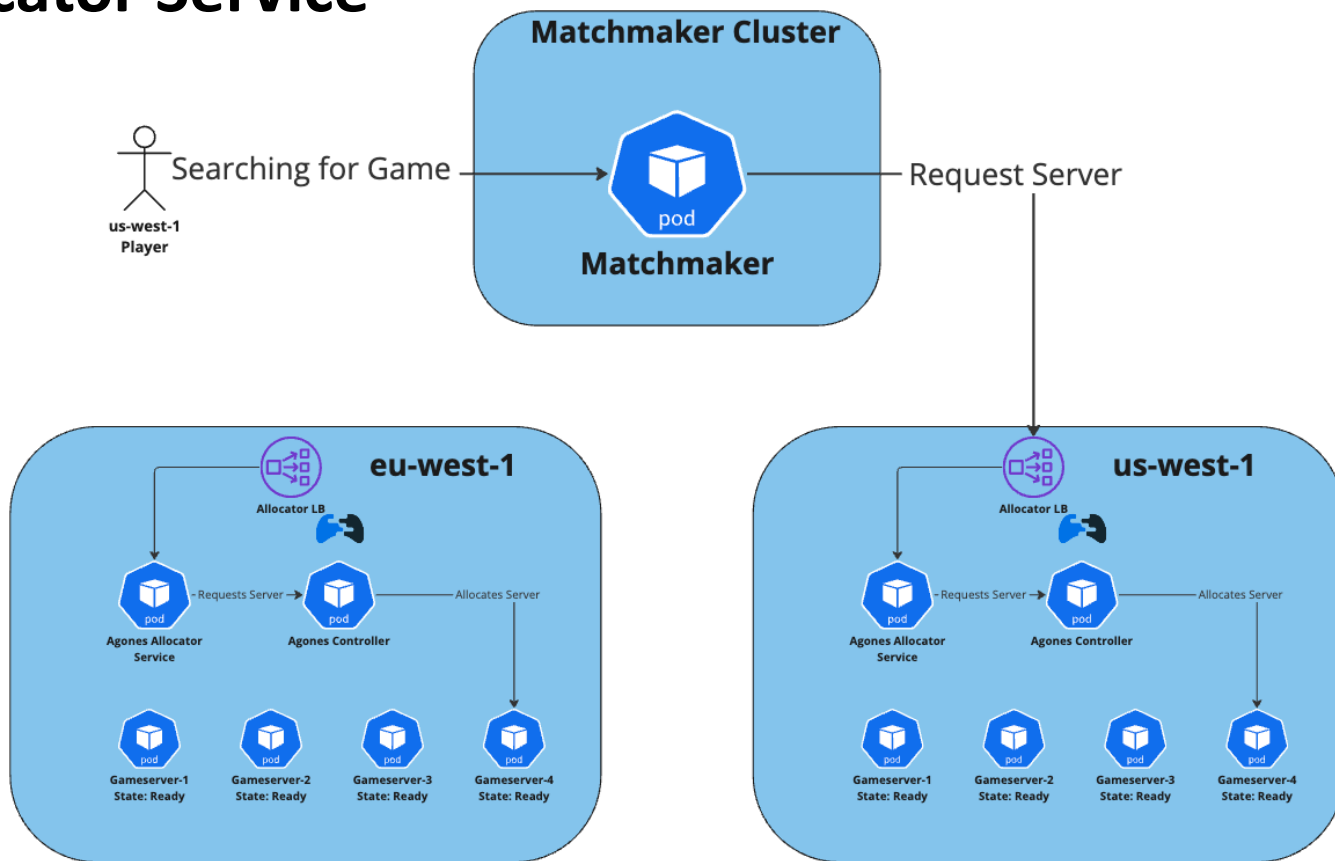 Service
Matchmaker Cluster
Searching for Game
us-west-1
Player
pod
Matchmaker
Request Server
eu-west-1
Allocator LB
pod
Requests Server
pod
Allocates Server
Agones Allocator
Service
Agones Controller
pod
pod
pod
pod
Gameserver-1
State: Ready
Gameserver-2
State: Ready
Gameserver-3
State: Ready
Gameserver-4
State: Ready
us-west-1
Allocator LB
pod
Requests Server
pod
Allocates Server
Agones Allocator
Service
Agones Controller
pod
pod
pod
pod
Gameserver-1
State: Ready
Gameserver-2
State: Ready
Gameserver-3
State: Ready
Gameserver-4
State: Ready